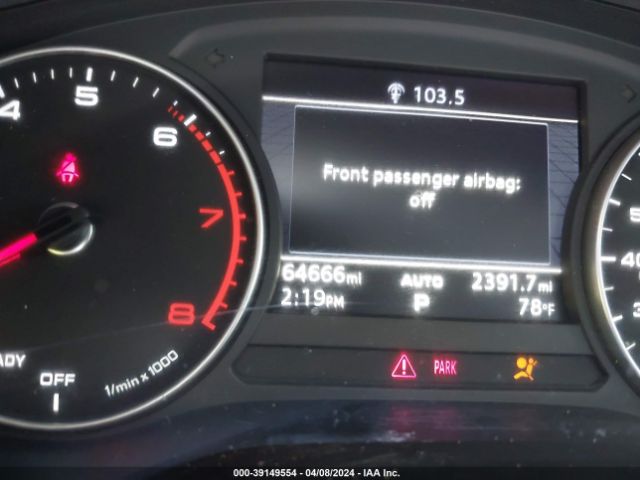 103.5
Front passenger airbag:
off
64666mi AUTO 2391.7mi
2:19PM P 78°F
4 5 6 7 8
1/min x 1000
OFF
PARK
40
000-39149554 - 04/08/2024 - IAA Inc.